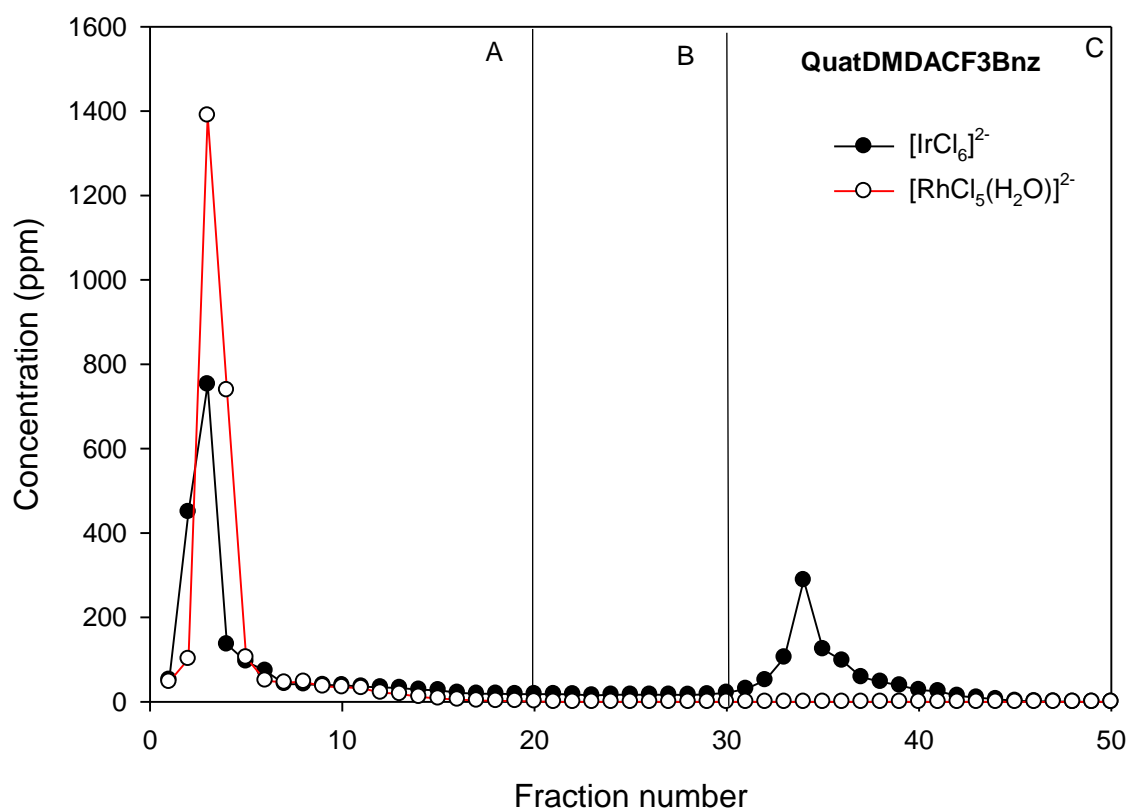 1600
1400
1200
1000
800
600
400
200
0
Concentration (ppm)
A
B
C
QuatDMDACF3Bnz
[IrCl₆]²⁻
[RhCl₅(H₂O)]²⁻
0 10 20 30 40 50
Fraction number